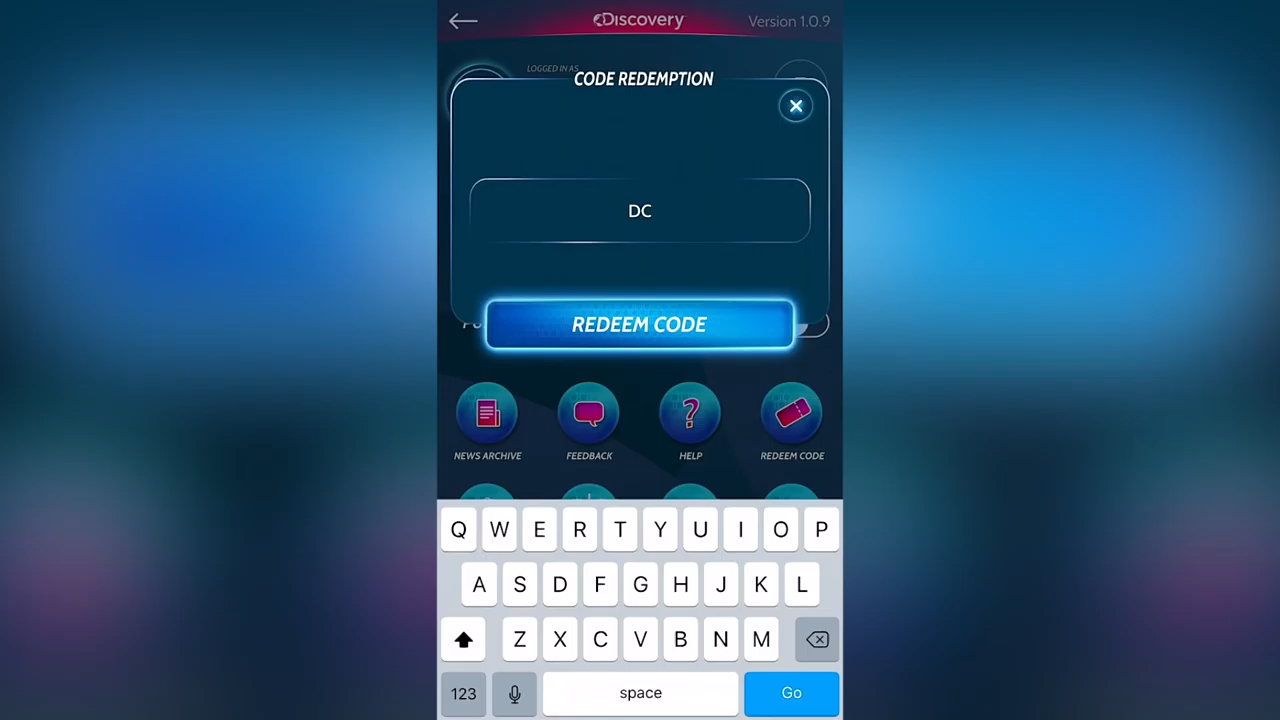 Discovery
Version 1.0.9
LOGGED IN AS
CODE REDEMPTION
DC
REDEEM CODE
NEWS ARCHIVE
FEEDBACK
HELP
REDEEM CODE
Q W E R T Y U I O P
A S D F G H J K L
Z X C V B N M
123
space
Go